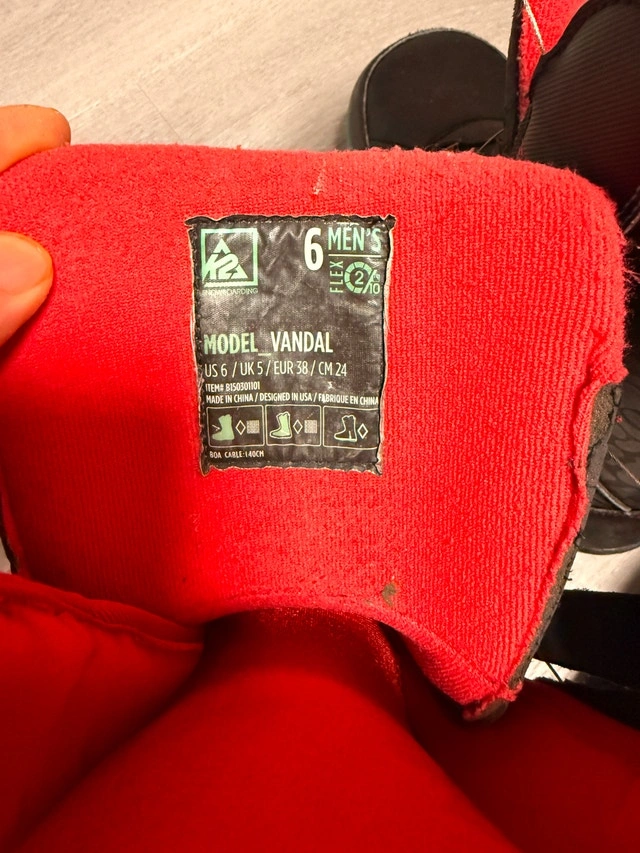 K2
SNOWBOARDING
6 MEN'S
FLEX 2/10
MODEL_VANDAL
US 6 / UK 5 / EUR 38 / CM 24
ITEM# B150301101
MADE IN CHINA / DESIGNED IN USA / FABRIQUE EN CHINA
BOA CABLE:140CM